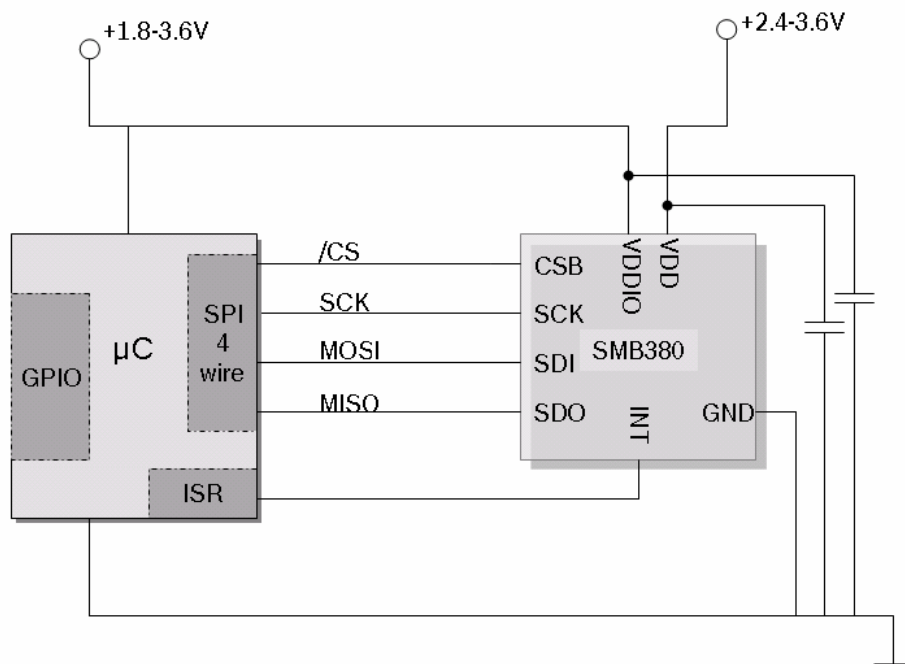 +1.8-3.6V
+2.4-3.6V
/CS
SCK
MOSI
MISO
GPIO
µC
SPI
4
wire
ISR
CSB
SCK
SDI
SDO
VDDIO
VDD
SMB380
INT
GND